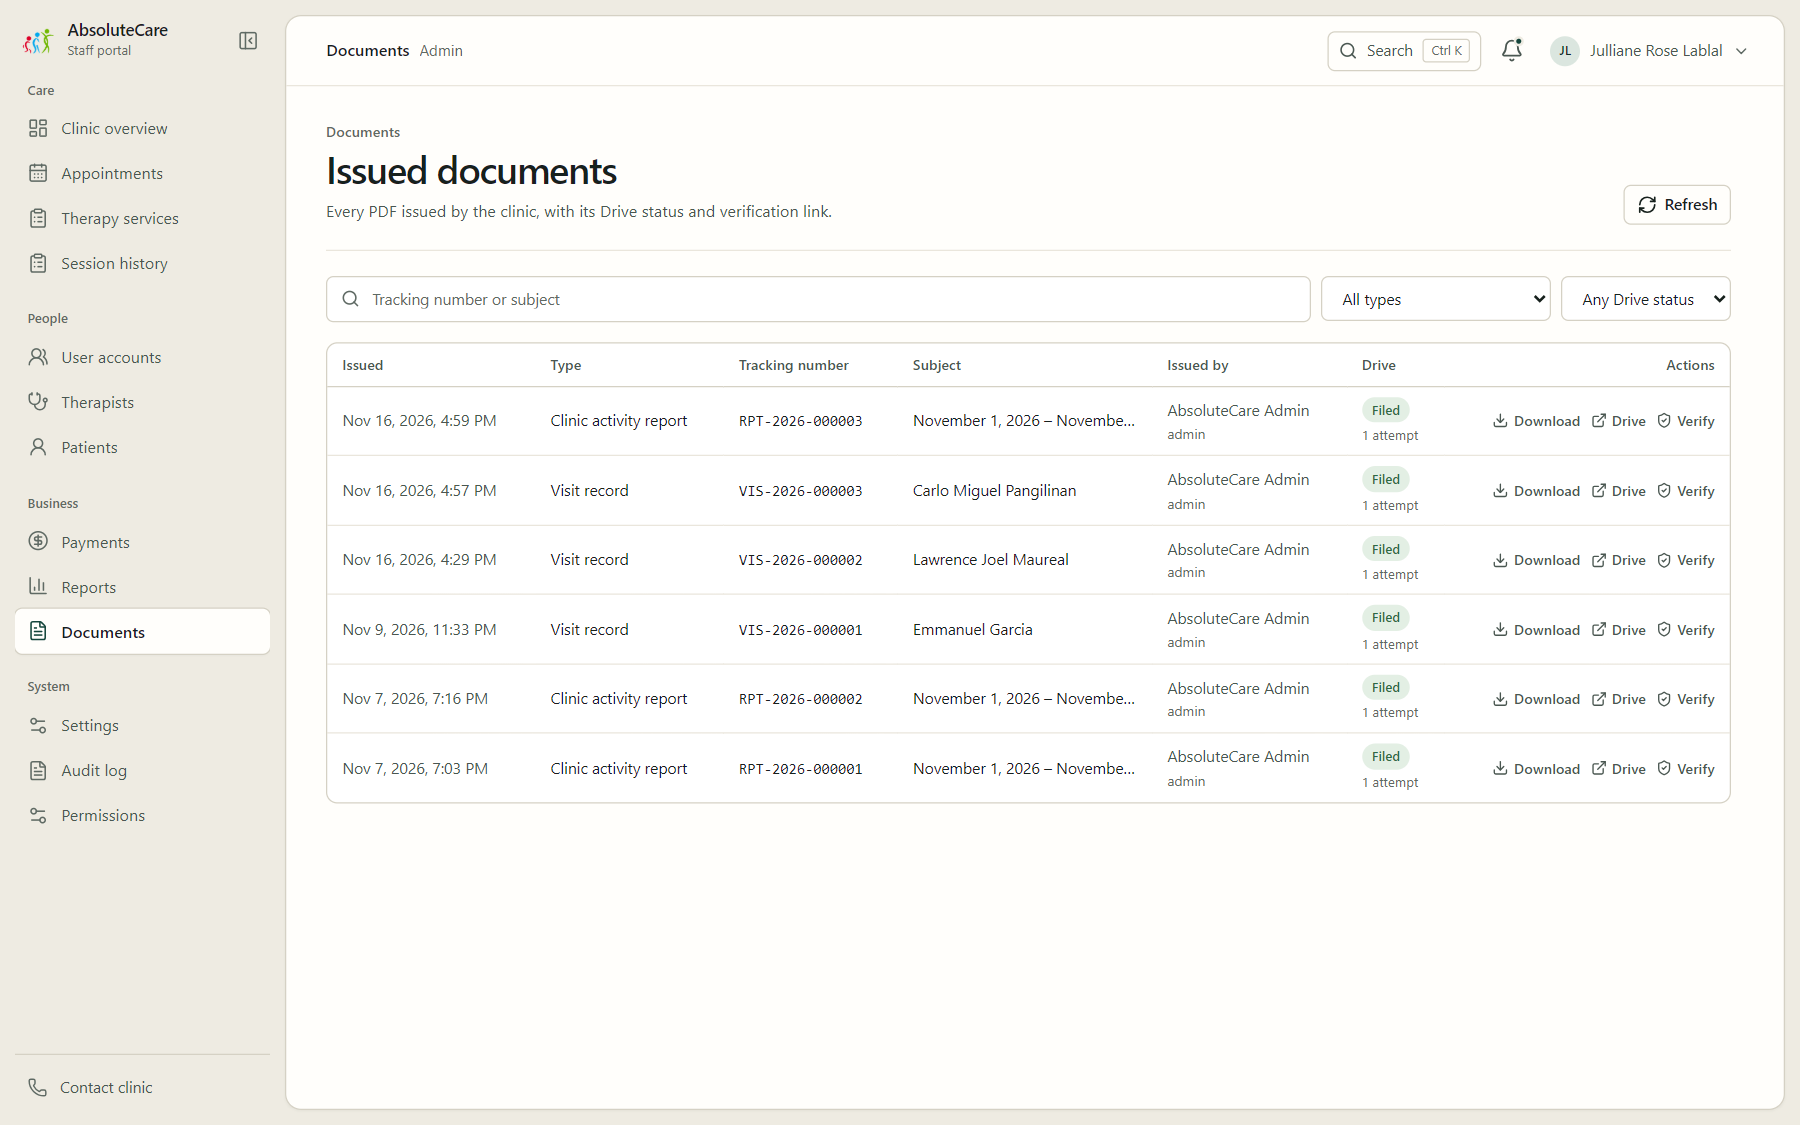 AbsoluteCare
Staff portal
Care
Clinic overview
Appointments
Therapy services
Session history
People
User accounts
Therapists
Patients
Business
Payments
Reports
Documents
System
Settings
Audit log
Permissions
Contact clinic
Documents Admin
Search Ctrl K
JL Julliane Rose Lablal
Documents
Issued documents
Every PDF issued by the clinic, with its Drive status and verification link.
Refresh
Tracking number or subject
All types
Any Drive status
Issued Type Tracking number Subject Issued by Drive Actions
Nov 16, 2026, 4:59 PM Clinic activity report RPT-2026-000003 November 1, 2026 – Novembe... AbsoluteCare Admin Filed Download Drive Verify
admin 1 attempt
Nov 16, 2026, 4:57 PM Visit record VIS-2026-000003 Carlo Miguel Pangilinan AbsoluteCare Admin Filed Download Drive Verify
admin 1 attempt
Nov 16, 2026, 4:29 PM Visit record VIS-2026-000002 Lawrence Joel Maureal AbsoluteCare Admin Filed Download Drive Verify
admin 1 attempt
Nov 9, 2026, 11:33 PM Visit record VIS-2026-000001 Emmanuel Garcia AbsoluteCare Admin Filed Download Drive Verify
admin 1 attempt
Nov 7, 2026, 7:16 PM Clinic activity report RPT-2026-000002 November 1, 2026 – Novembe... AbsoluteCare Admin Filed Download Drive Verify
admin 1 attempt
Nov 7, 2026, 7:03 PM Clinic activity report RPT-2026-000001 November 1, 2026 – Novembe... AbsoluteCare Admin Filed Download Drive Verify
admin 1 attempt